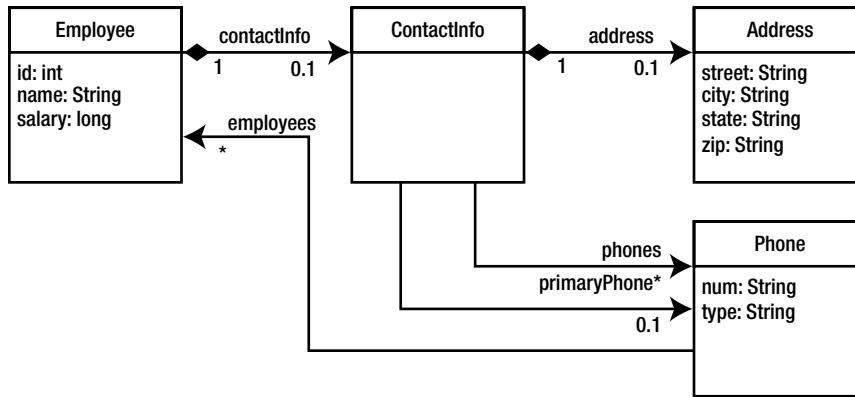 Employee
id: int
name: String
salary: long
contactInfo
1
0.1
ContactInfo
address
1
0.1
Address
street: String
city: String
state: String
zip: String
employees
*
phones
primaryPhone*
0.1
Phone
num: String
type: String